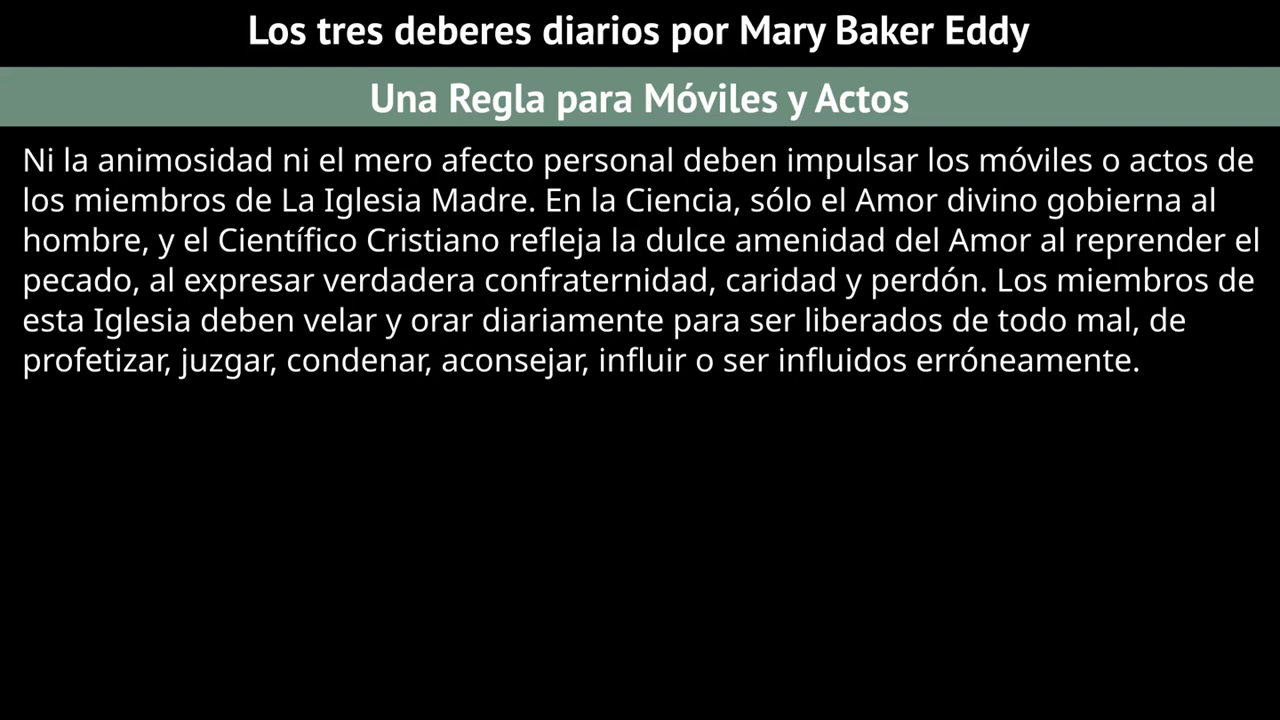 Los tres deberes diarios por Mary Baker Eddy
Una Regla para Móviles y Actos
Ni la animosidad ni el mero afecto personal deben impulsar los móviles o actos de
los miembros de La Iglesia Madre. En la Ciencia, sólo el Amor divino gobierna al
hombre, y el Científico Cristiano refleja la dulce amenidad del Amor al reprender el
pecado, al expresar verdadera confraternidad, caridad y perdón. Los miembros de
esta Iglesia deben velar y orar diariamente para ser liberados de todo mal, de
profetizar, juzgar, condenar, aconsejar, influir o ser influidos erróneamente.